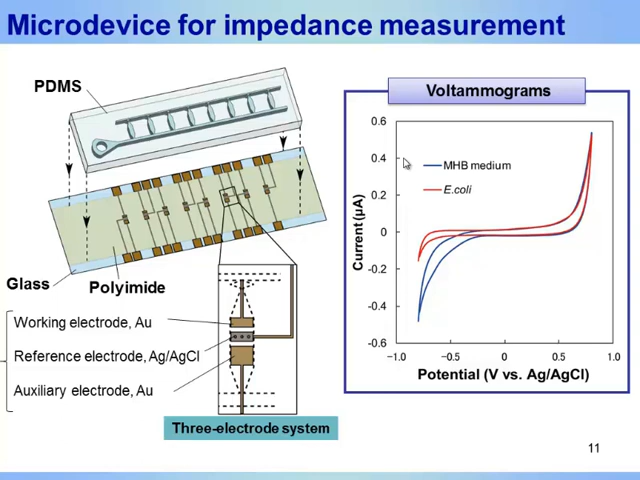 Microdevice for impedance measurement
PDMS
Glass
Polyimide
Working electrode, Au
Reference electrode, Ag/AgCl
Auxiliary electrode, Au
Three-electrode system
Voltammograms
0.6
0.4
0.2
0
-0.2
-0.4
-0.6
Current (μA)
MHB medium
E.coli
-1.0
-0.5
0
0.5
1.0
Potential (V vs. Ag/AgCl)
11